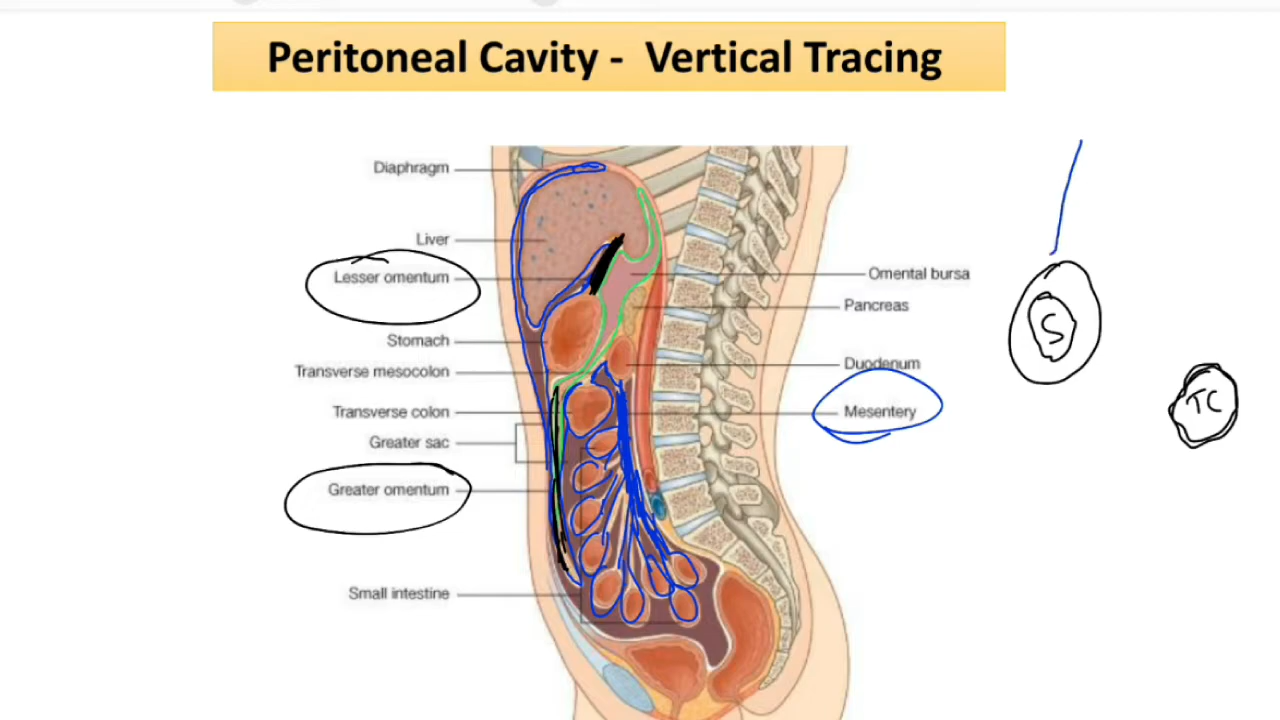 Peritoneal Cavity - Vertical Tracing
Diaphragm
Liver
Lesser omentum
Stomach
Transverse mesocolon
Transverse colon
Greater sac
Greater omentum
Small intestine
Omental bursa
Pancreas
Duodenum
Mesentery
S
TC